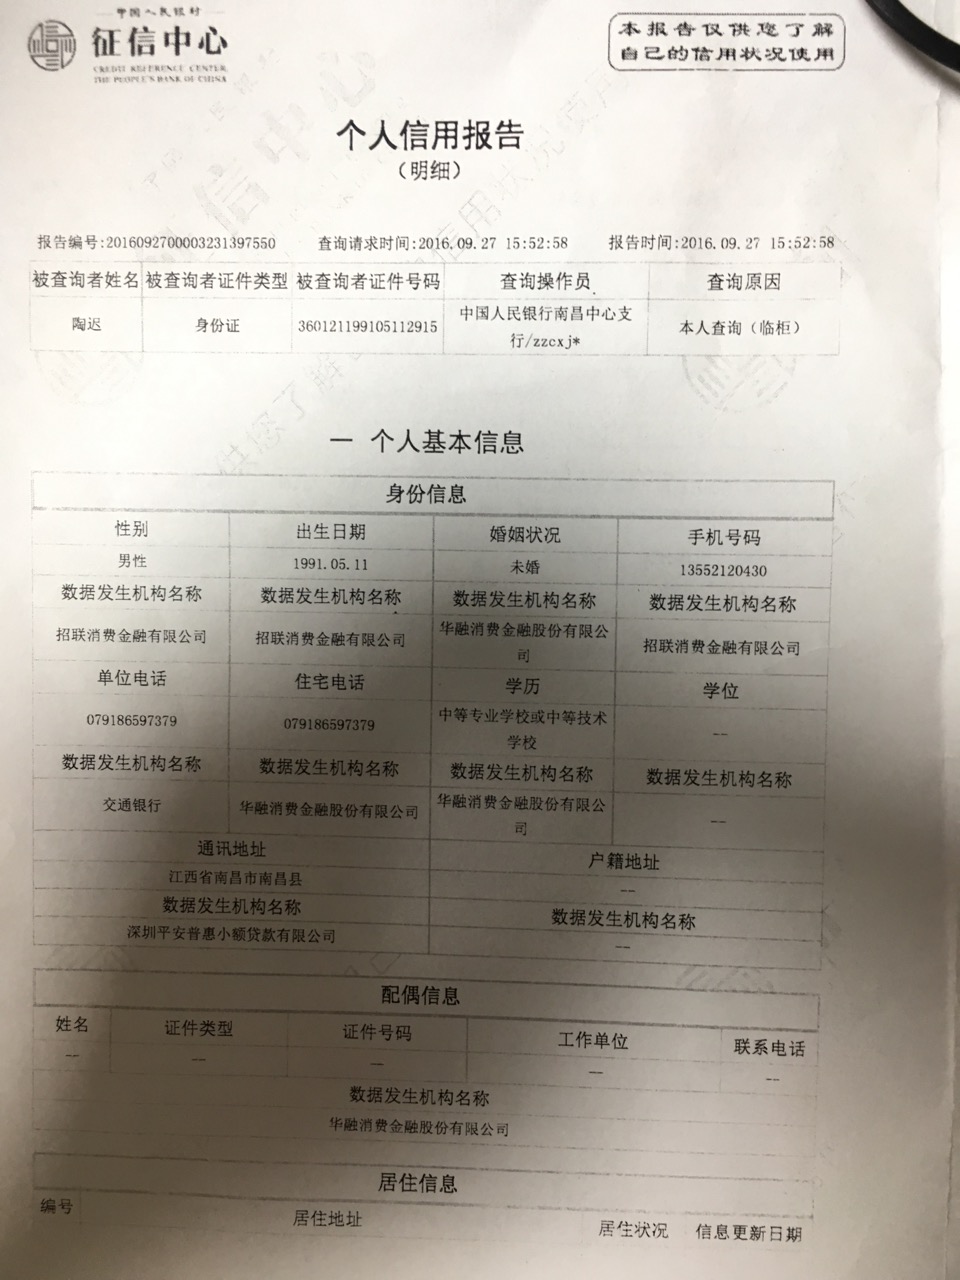 中国人民银行
征信中心
CREDIT REFERENCE CENTER,
THE PEOPLE'S BANK OF CHINA
本报告仅供您了解
自己的信用状况使用
个人信用报告
（明细）
报告编号:2016092700003231397550 查询请求时间:2016.09.27 15:52:58 报告时间:2016.09.27 15:52:58
被查询者姓名 被查询者证件类型 被查询者证件号码 查询操作员 查询原因
陶迟 身份证 360121199105112915 中国人民银行南昌中心支 本人查询（临柜）
行/zzcxj*
一 个人基本信息
身份信息
性别 出生日期 婚姻状况 手机号码
男性 1991.05.11 未婚 13552120430
数据发生机构名称 数据发生机构名称 数据发生机构名称 数据发生机构名称
招联消费金融有限公司 招联消费金融有限公司 华融消费金融股份有限公 招联消费金融有限公司
司
单位电话 住宅电话 学历 学位
079186597379 079186597379 中等专业学校或中等技术 --
学校
数据发生机构名称 数据发生机构名称 数据发生机构名称 数据发生机构名称
交通银行 华融消费金融股份有限公司 华融消费金融股份有限公 --
司
通讯地址 户籍地址
江西省南昌市南昌县 --
数据发生机构名称 数据发生机构名称
深圳平安普惠小额贷款有限公司 --
配偶信息
姓名 证件类型 证件号码 工作单位 联系电话
-- -- -- -- --
数据发生机构名称
华融消费金融股份有限公司
居住信息
编号 居住地址 居住状况 信息更新日期